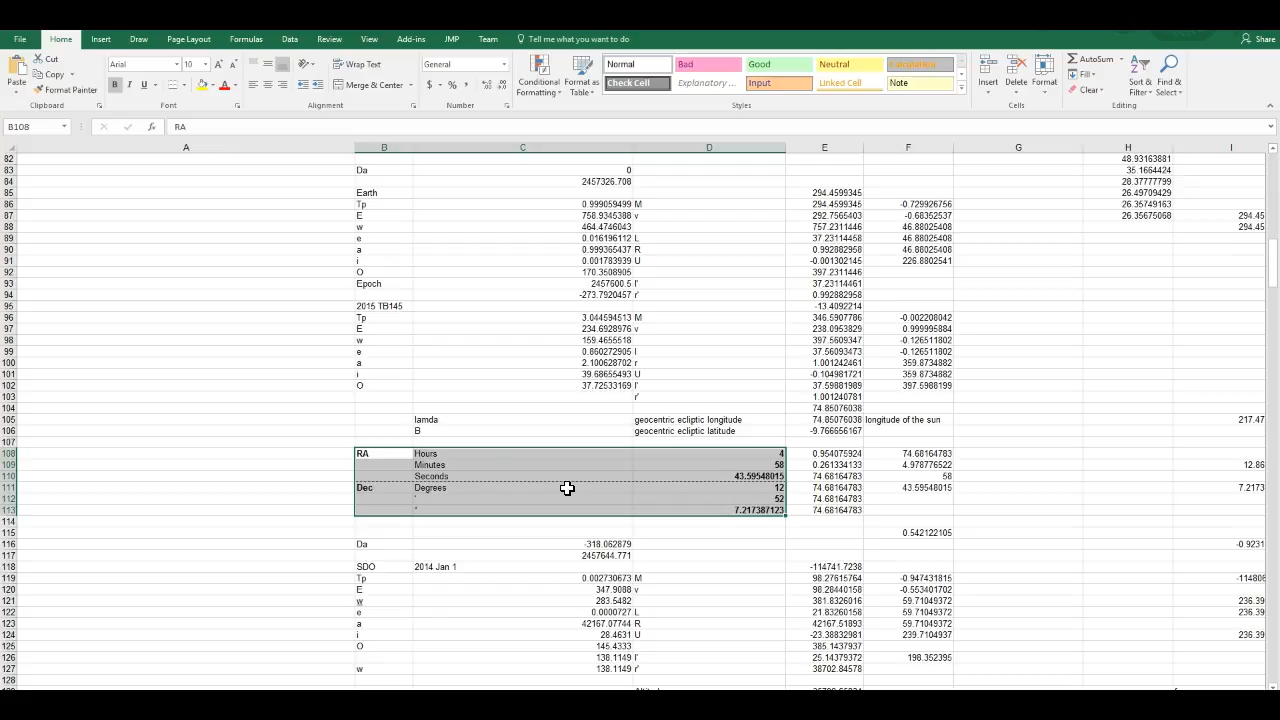 File Home Insert Draw Page Layout Formulas Data Review View Add-ins JMP Team Tell me what you want to do Share
Cut Arial 10 Wrap Text General Normal Bad Good Neutral Calculation AutoSum
Copy Fill
Paste Format Painter Merge & Center Conditional Formatting Format as Table Check Cell Explanatory ... Input Linked Cell Note Insert Delete Format Clear Sort & Filter Find & Select
Clipboard Font Alignment Number Styles Cells Editing
B108 RA
A B C D E F G H I
82 48.93163881
83 Da 0 35.1664424
84 2457326.708 28.37777799
85 Earth 294.4599345 26.49709429
86 Tp 0.999059499 M 294.4599345 -0.729926756 26.35749163
87 E 758.9345388 v 292.7565403 -0.68352537 26.35675068 294.45
88 w 464.4746043 757.2311446 46.88025408 294.45
89 e 0.016196112 L 37.23114458 46.88025408
90 a 0.999365437 R 0.992882958 46.88025408
91 i 0.001783939 U -0.001302145 226.8802541
92 O 170.3508905 397.2311446
93 Epoch 2457600.5 l' 37.23114461
94 -273.7920457 r' 0.992882958
95 2015 TB145 -13.4092214
96 Tp 3.044594513 M 346.5907786 -0.002208042
97 E 234.6928976 v 238.0953829 0.999995884
98 w 159.4655518 397.5609347 -0.126511802
99 e 0.860272905 l 37.56093473 -0.126511802
100 a 2.100628702 r 1.001242461 359.8734882
101 i 39.68655493 U -0.104981721 359.8734882
102 O 37.72533169 l' 37.59881989 397.5988199
103 r' 1.001240781
104 74.85076038
105 lamda geocentric ecliptic longitude 74.85076038 longitude of the sun 217.47
106 B geocentric ecliptic latitude -9.766656167
107
108 RA Hours 4 0.954075924 74.68164783
109 Minutes 58 0.261334133 4.978776522 12.86
110 Seconds 43.59548015 74.68164783 58
111 Dec Degrees 12 74.68164783 43.59548015 7.2173
112 ' 52 74.68164783
113 " 7.217387123 74.68164783
114
115 0.542122105
116 Da -318.062879 -0.9231
117 2457644.771
118 SDO 2014 Jan 1 -114741.7238
119 Tp 0.002730673 M 98.27615764 -0.947431815 -114806
120 E 347.9088 v 98.28440158 -0.553401702
121 w 283.5482 381.8326016 59.71049372 236.39
122 e 0.0000727 L 21.83260158 59.71049372 236.39
123 a 42167.07744 R 42167.51893 59.71049372
124 i 28.4631 U -23.38832981 239.7104937 236.39
125 O 145.4333 385.1437937
126 138.1149 l' 25.14379372 198.352395
127 w 138.1149 r' 38702.84578
128